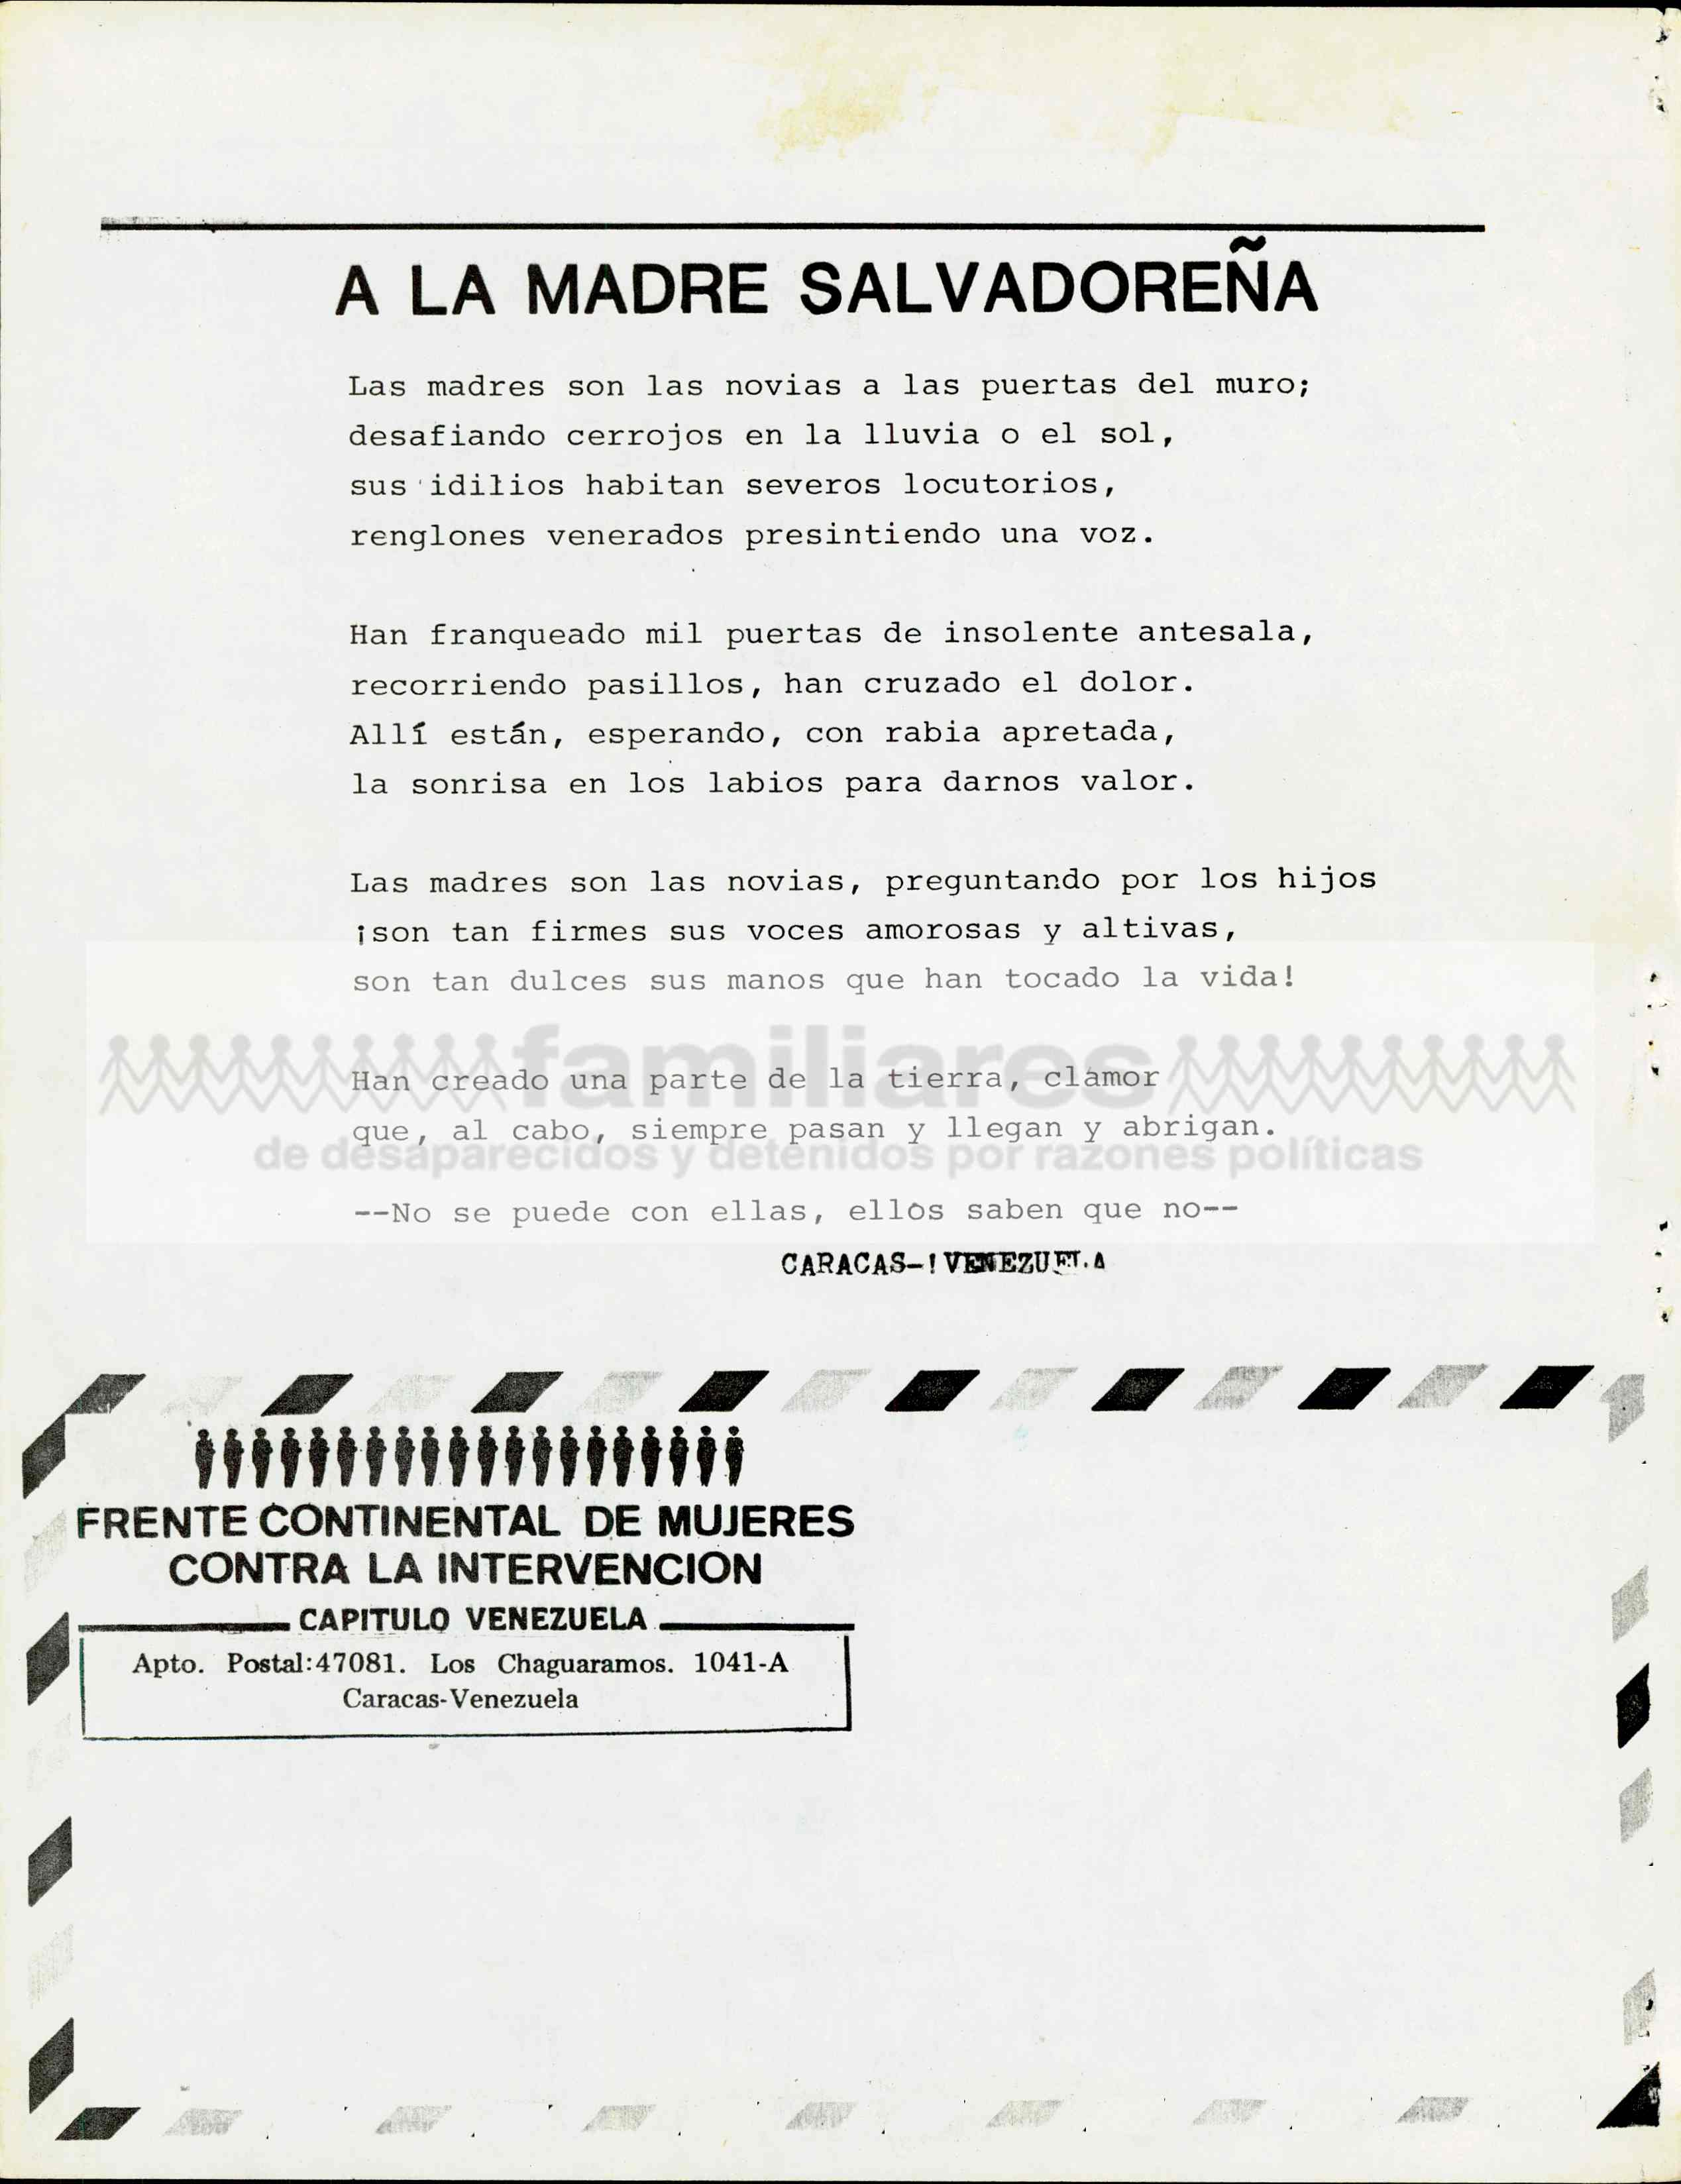 A LA MADRE SALVADOREÑA
Las madres son las novias a las puertas del muro;
desafiando cerrojos en la lluvia o el sol,
sus idilios habitan severos locutorios,
renglones venerados presintiendo una voz.
Han franqueado mil puertas de insolente antesala,
recorriendo pasillos, han cruzado el dolor.
Allí están, esperando, con rabia apretada,
la sonrisa en los labios para darnos valor.
Las madres son las novias, preguntando por los hijos
¡son tan firmes sus voces amorosas y altivas,
son tan dulces sus manos que han tocado la vida!
familiares
Han creado una parte de la tierra, clamor
que, al cabo, siempre pasan y llegan y abrigan.
de desaparecidos y detenidos por razones políticas
--No se puede con ellas, ellos saben que no--
CARACAS-!VENEZUELA
FRENTE CONTINENTAL DE MUJERES
CONTRA LA INTERVENCION
CAPITULO VENEZUELA
Apto. Postal:47081. Los Chaguaramos. 1041-A
Caracas-Venezuela